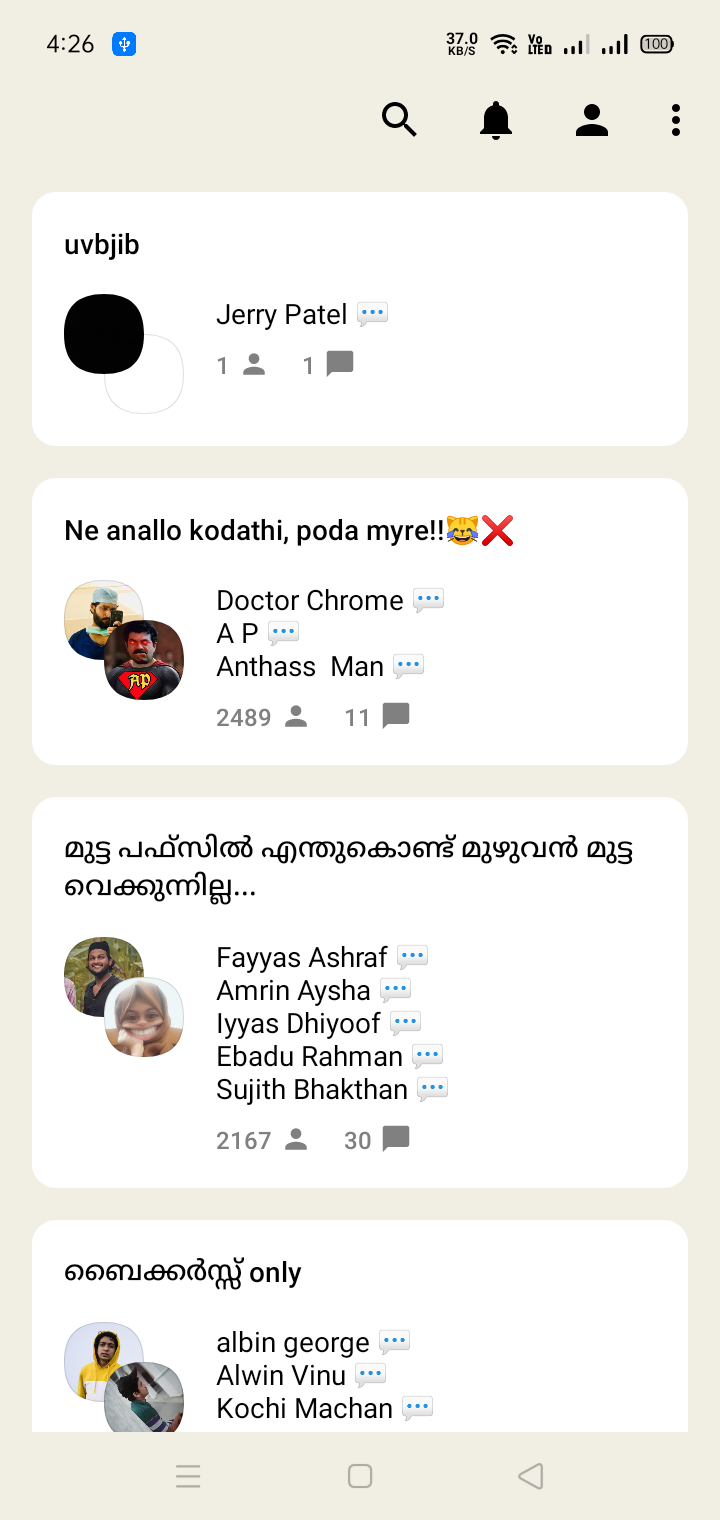 4:26 37.0 KB/S Vo LTED 100
uvbjib
Jerry Patel 💬
1 1
Ne anallo kodathi, poda myre!!😹❌
Doctor Chrome 💬
A P 💬
Anthass Man 💬
AP
2489 11
മുട്ട പഫ്സിൽ എന്തുകൊണ്ട് മുഴുവൻ മുട്ട
വെക്കുന്നില്ല...
Fayyas Ashraf 💬
Amrin Aysha 💬
Iyyas Dhiyoof 💬
Ebadu Rahman 💬
Sujith Bhakthan 💬
2167 30
ബൈക്കർസ്സ് only
albin george 💬
Alwin Vinu 💬
Kochi Machan 💬